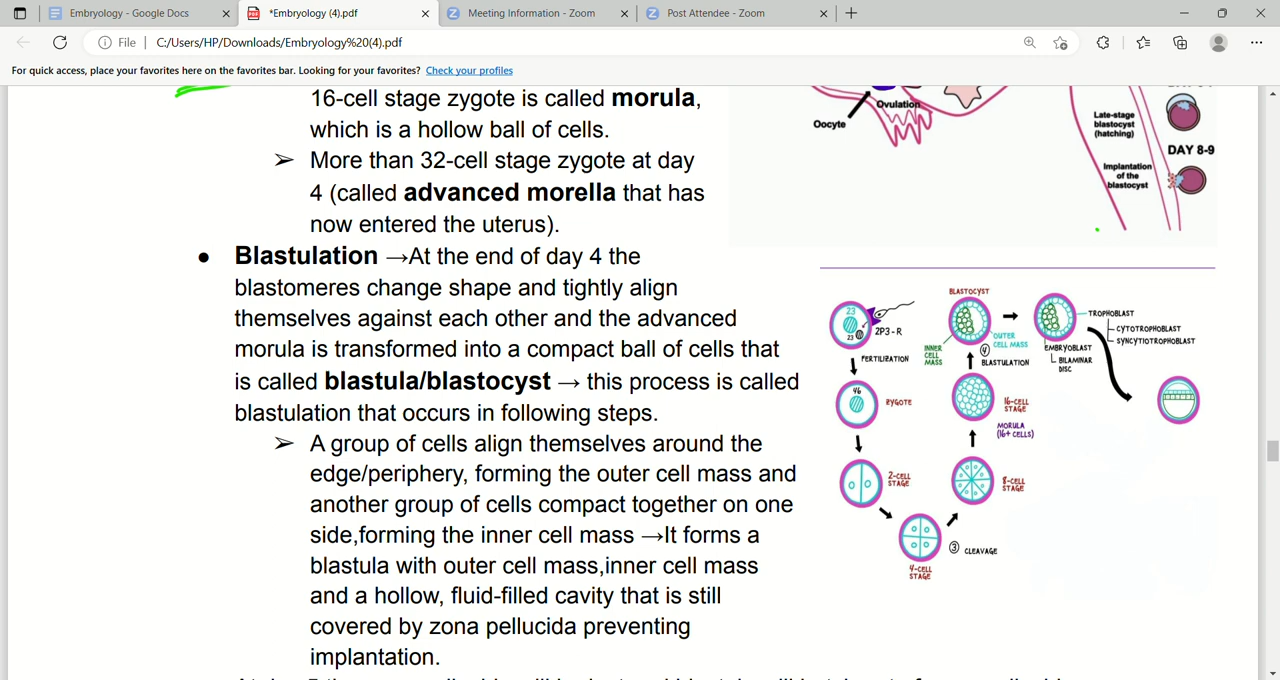 Embryology - Google Docs
*Embryology (4).pdf
Meeting Information - Zoom
Post Attendee - Zoom
File
C:/Users/HP/Downloads/Embryology%20(4).pdf
For quick access, place your favorites here on the favorites bar. Looking for your favorites? Check your profiles
16-cell stage zygote is called morula,
which is a hollow ball of cells.
➢ More than 32-cell stage zygote at day
4 (called advanced morella that has
now entered the uterus).
● Blastulation →At the end of day 4 the
blastomeres change shape and tightly align
themselves against each other and the advanced
morula is transformed into a compact ball of cells that
is called blastula/blastocyst → this process is called
blastulation that occurs in following steps.
➢ A group of cells align themselves around the
edge/periphery, forming the outer cell mass and
another group of cells compact together on one
side,forming the inner cell mass →It forms a
blastula with outer cell mass,inner cell mass
and a hollow, fluid-filled cavity that is still
covered by zona pellucida preventing
implantation.
Ovulation
Oocyte
Late-stage
blastocyst
(hatching)
DAY 8-9
Implantation
of the
blastocyst
BLASTOCYST
23
23
2P3-R
FERTILIZATION
INNER
CELL
MASS
OUTER
CELL MASS
④
BLASTULATION
TROPHOBLAST
CYTOTROPHOBLAST
SYNCYTIOTROPHOBLAST
EMBRYOBLAST
BILAMINAR
DISC
46
ZYGOTE
16-CELL
STAGE
MORULA
(16+ CELLS)
2-CELL
STAGE
8-CELL
STAGE
③ CLEAVAGE
4-CELL
STAGE